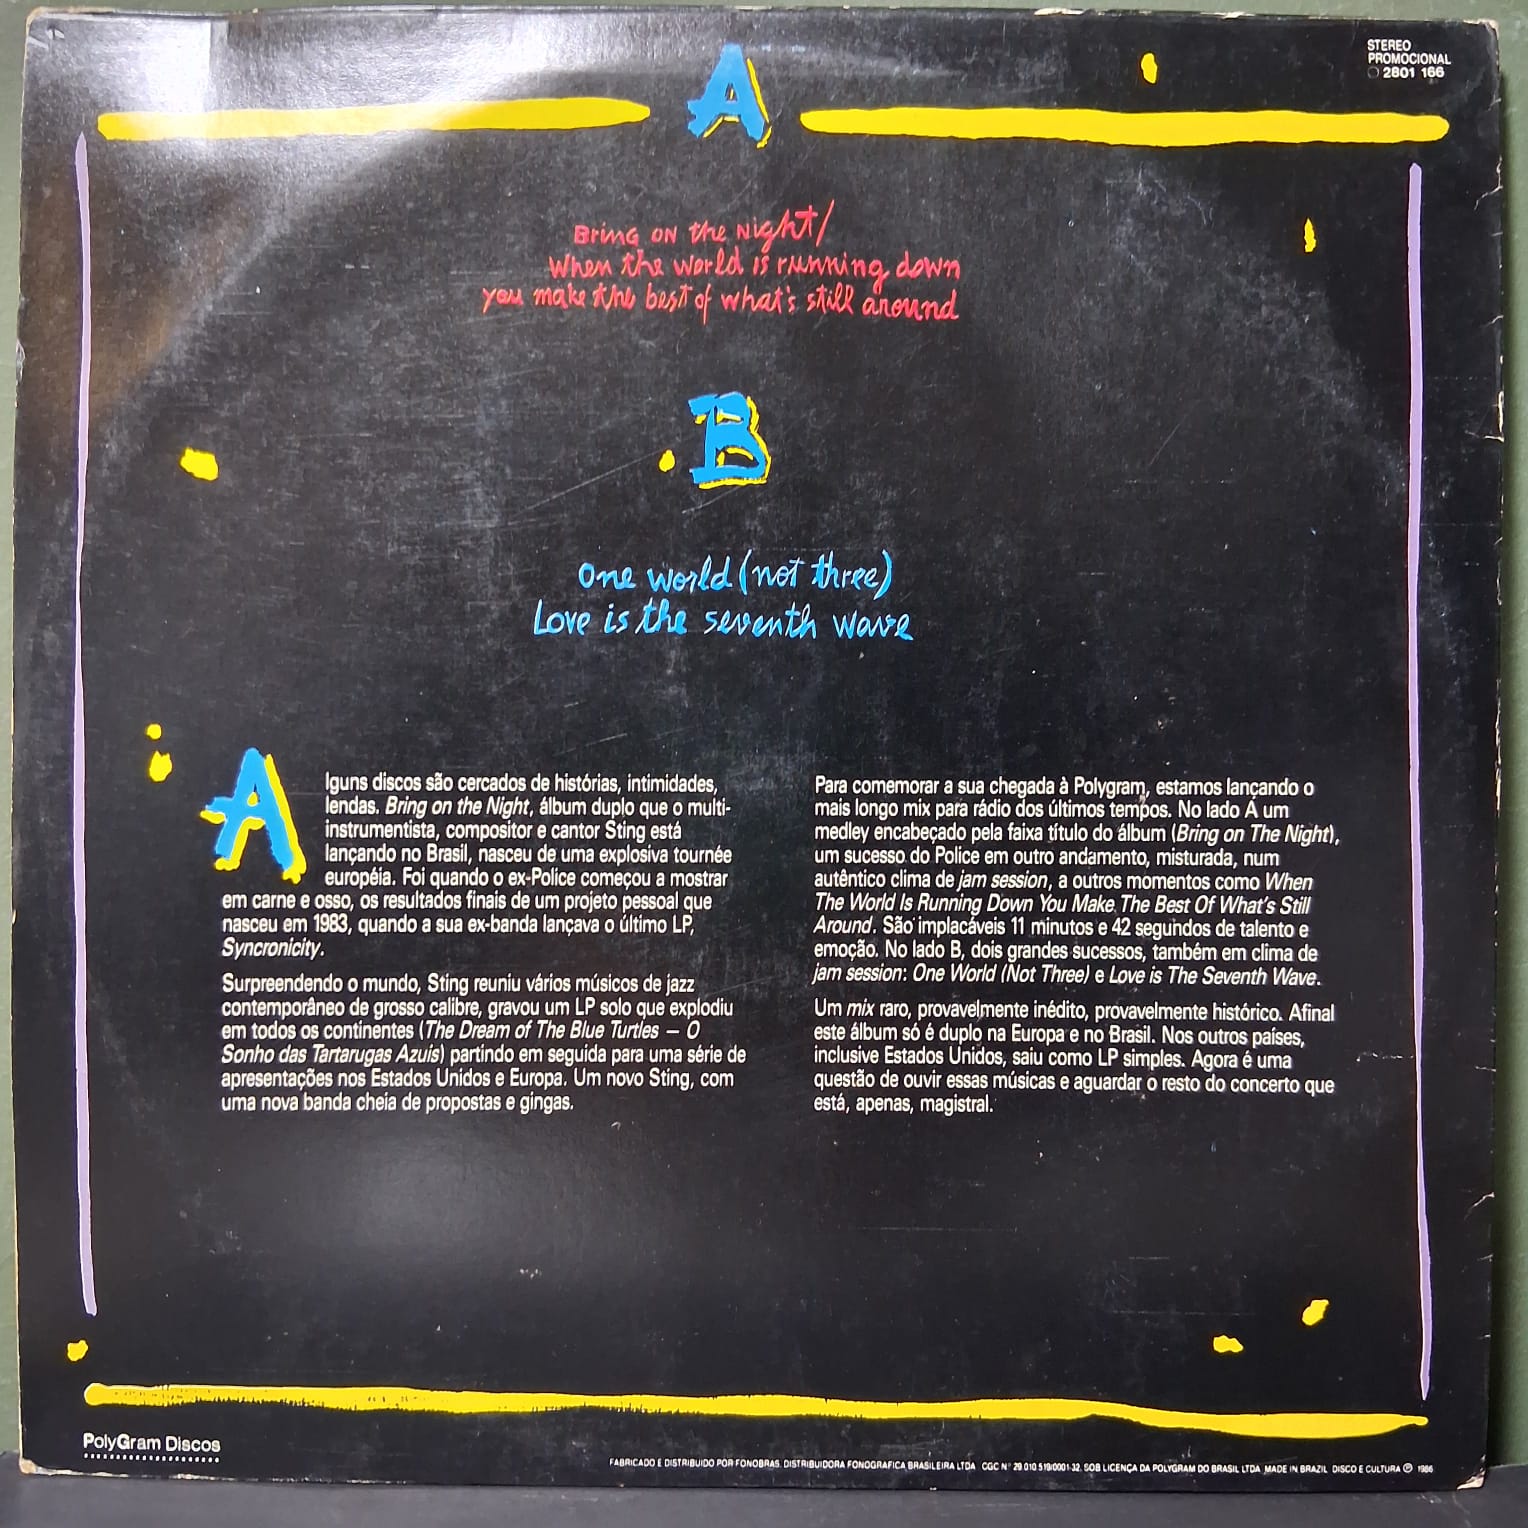 STEREO
PROMOCIONAL
2801 166
A
Bring on the Night/
When the world is running down
you make the best of what's still around
B
One world (not three)
Love is the seventh wave
Alguns discos são cercados de histórias, intimidades,
lendas. Bring on the Night, álbum duplo que o multi-
instrumentista, compositor e cantor Sting está
lançando no Brasil, nasceu de uma explosiva tournée
européia. Foi quando o ex-Police começou a mostrar
em carne e osso, os resultados finais de um projeto pessoal que
nasceu em 1983, quando a sua ex-banda lançava o último LP,
Syncronicity.
Surpreendendo o mundo, Sting reuniu vários músicos de jazz
contemporâneo de grosso calibre, gravou um LP solo que explodiu
em todos os continentes (The Dream of The Blue Turtles — O
Sonho das Tartarugas Azuis) partindo em seguida para uma série de
apresentações nos Estados Unidos e Europa. Um novo Sting, com
uma nova banda cheia de propostas e gingas.
Para comemorar a sua chegada à Polygram, estamos lançando o
mais longo mix para rádio dos últimos tempos. No lado A um
medley encabeçado pela faixa título do álbum (Bring on The Night),
um sucesso do Police em outro andamento, misturada, num
autêntico clima de jam session, a outros momentos como When
The World Is Running Down You Make The Best Of What's Still
Around. São implacáveis 11 minutos e 42 segundos de talento e
emoção. No lado B, dois grandes sucessos, também em clima de
jam session: One World (Not Three) e Love is The Seventh Wave.
Um mix raro, provavelmente inédito, provavelmente histórico. Afinal
este álbum só é duplo na Europa e no Brasil. Nos outros países,
inclusive Estados Unidos, saiu como LP simples. Agora é uma
questão de ouvir essas músicas e aguardar o resto do concerto que
está, apenas, magistral.
PolyGram Discos
FABRICADO E DISTRIBUIDO POR FONOBRAS. DISTRIBUIDORA FONOGRAFICA BRASILEIRA LTDA CGC Nº 29.010.519/0001-32. SOB LICENÇA DA POLYGRAM DO BRASIL LTDA. MADE IN BRAZIL DISCO E CULTURA ℗ 1986